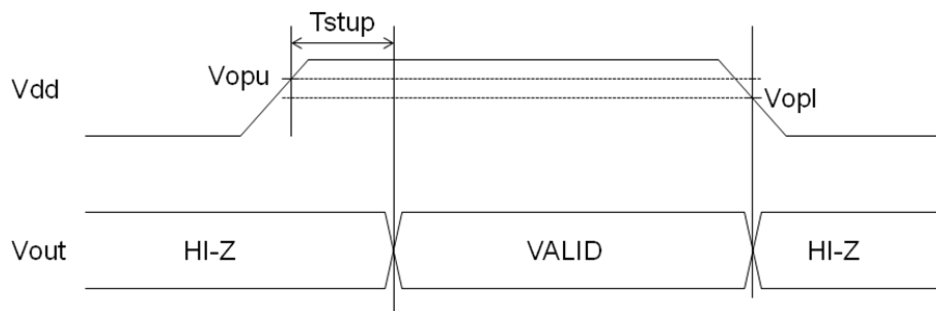 Tstup
Vopu
Vdd
Vopl
Vout
HI-Z
VALID
HI-Z